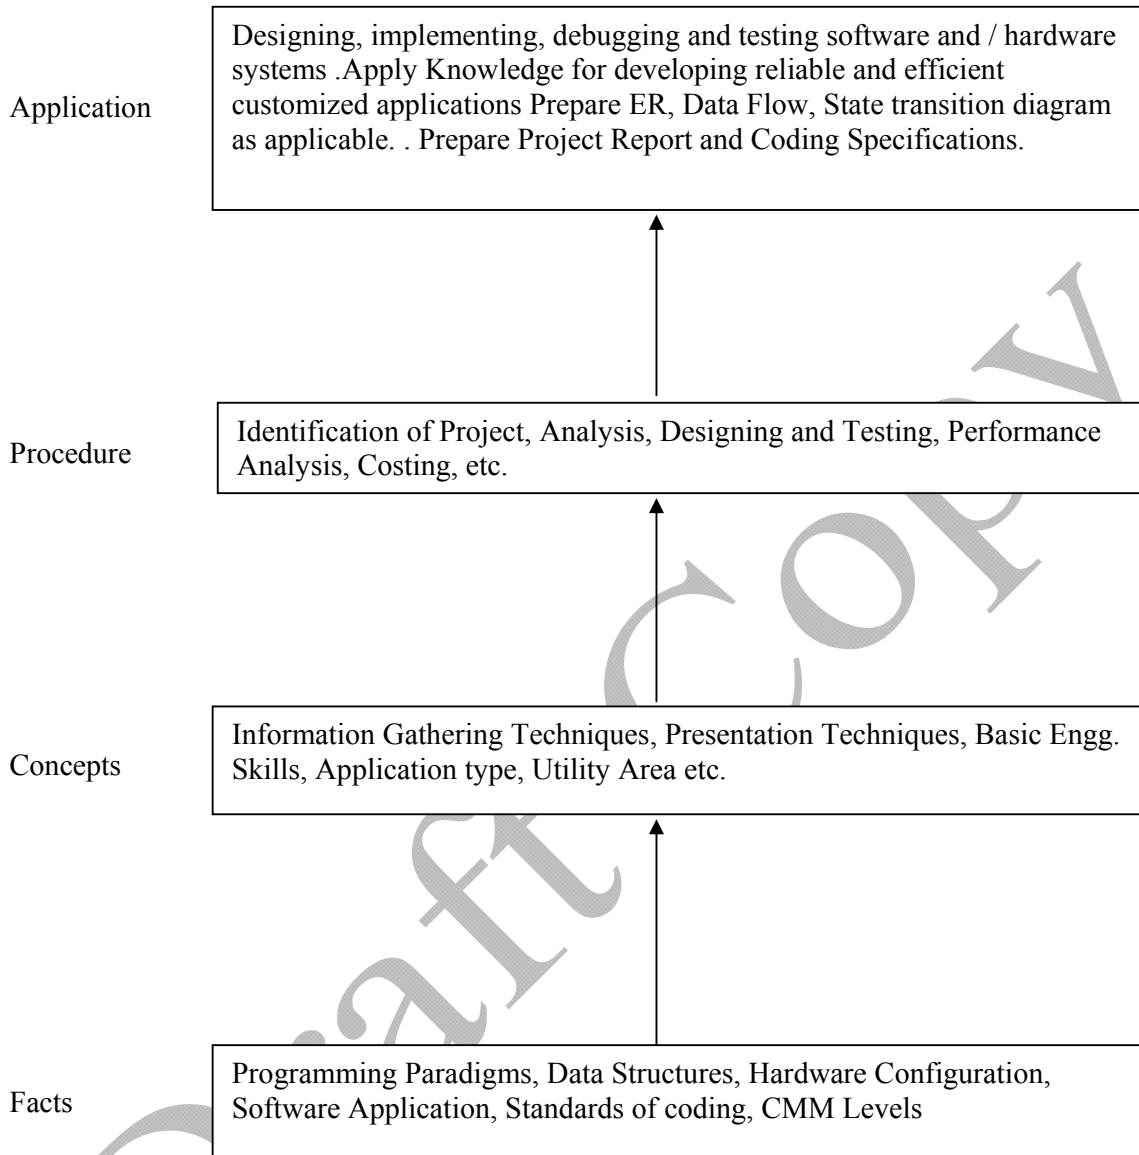 Designing, implementing, debugging and testing software and / hardware
systems .Apply Knowledge for developing reliable and efficient
Application
customized applications Prepare ER, Data Flow, State transition diagram
as applicable. . Prepare Project Report and Coding Specifications.
Procedure
Identification of Project, Analysis, Designing and Testing, Performance
Analysis, Costing, etc.
Concepts
Information Gathering Techniques, Presentation Techniques, Basic Engg.
Skills, Application type, Utility Area etc.
Facts
Programming Paradigms, Data Structures, Hardware Configuration,
Software Application, Standards of coding, CMM Levels
Draft Copy